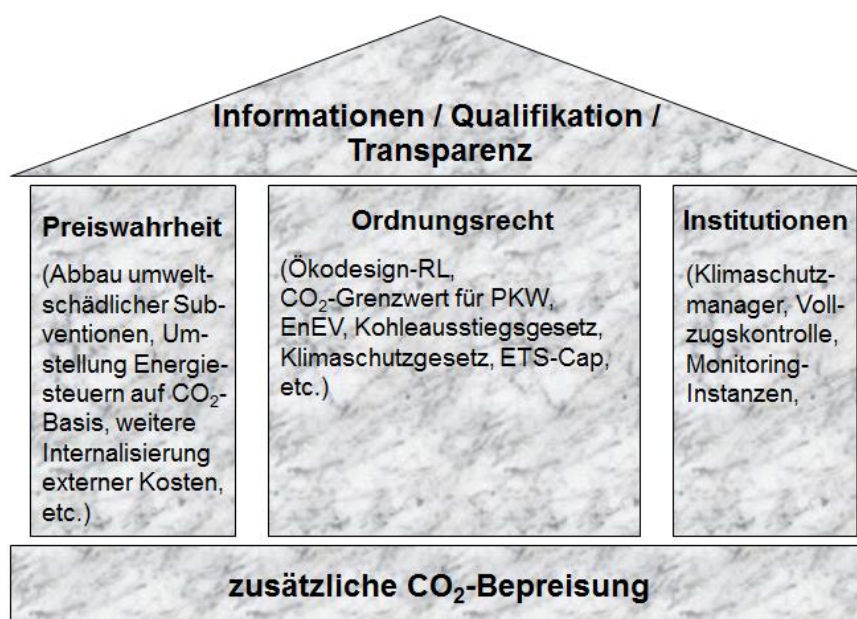 Informationen / Qualifikation /
Transparenz
Preiswahrheit
(Abbau umwelt-
schädlicher Sub-
ventionen, Um-
stellung Energie-
steuern auf CO₂-
Basis, weitere
Internalisierung
externer Kosten,
etc.)
Ordnungsrecht
(Ökodesign-RL,
CO₂-Grenzwert für PKW,
EnEV, Kohleausstiegsgesetz,
Klimaschutzgesetz, ETS-Cap,
etc.)
Institutionen
(Klimaschutz-
manager, Voll-
zugskontrolle,
Monitoring-
Instanzen,
zusätzliche CO₂-Bepreisung